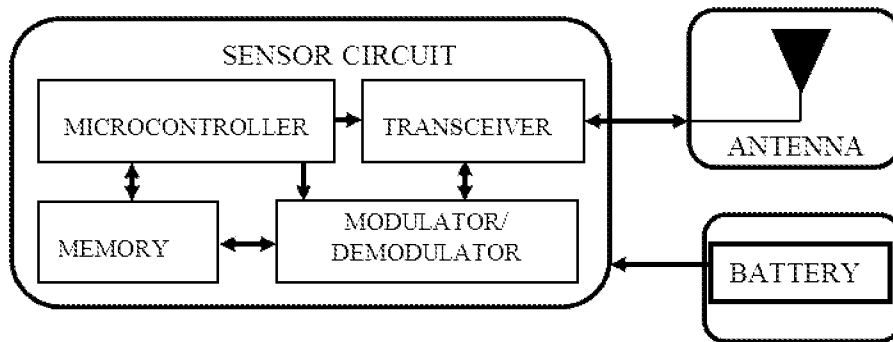 SENSOR CIRCUIT
MICROCONTROLLER
TRANSCEIVER
ANTENNA
MEMORY
MODULATOR/
DEMODULATOR
BATTERY